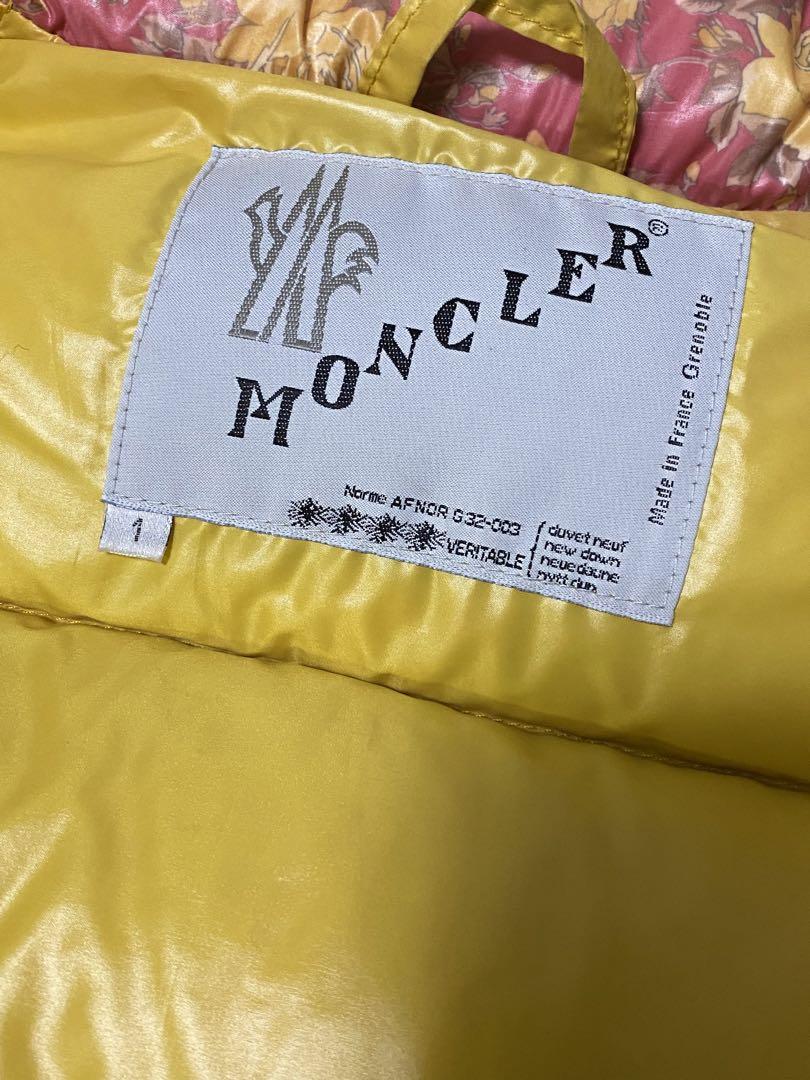 MONCLER®
Made in France Grenoble
Norme AFNOR G32-003
VERITABLE
duvet neuf
new down
neue daune
nytt dun
1